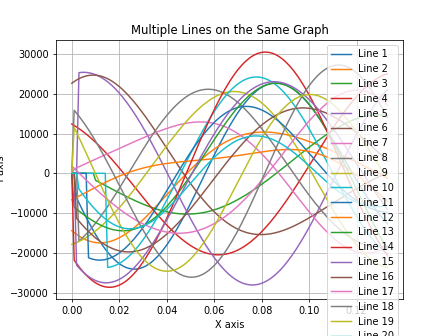 Multiple Lines on the Same Graph
30000
20000
10000
0
−10000
−20000
−30000
0.00 0.02 0.04 0.06 0.08 0.10
X axis
axis
Line 1
Line 2
Line 3
Line 4
Line 5
Line 6
Line 7
Line 8
Line 9
Line 10
Line 11
Line 12
Line 13
Line 14
Line 15
Line 16
Line 17
Line 18
Line 19
Line 20